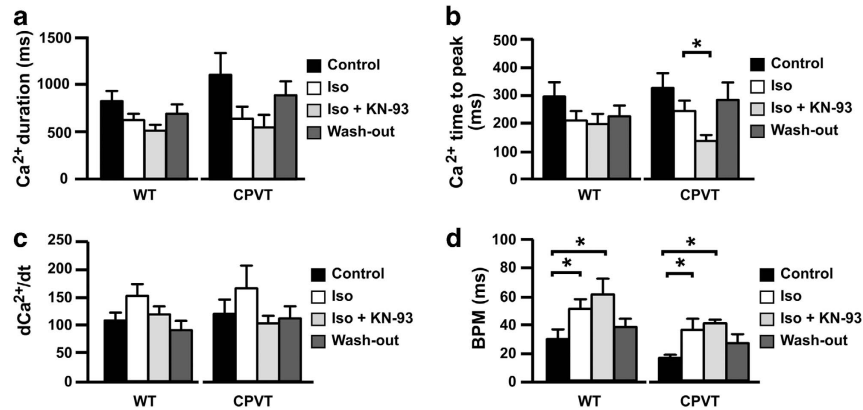 a
Ca2+ duration (ms)
1500
1000
500
0
WT
CPVT
Control
Iso
Iso + KN-93
Wash-out
b
Ca2+ time to peak
(ms)
500
400
300
200
100
0
*
WT
CPVT
Control
Iso
Iso + KN-93
Wash-out
c
dCa2+/dt
250
200
150
100
50
0
WT
CPVT
Control
Iso
Iso + KN-93
Wash-out
d
BPM (ms)
100
80
60
40
20
0
*
*
*
*
WT
CPVT
Control
Iso
Iso + KN-93
Wash-out